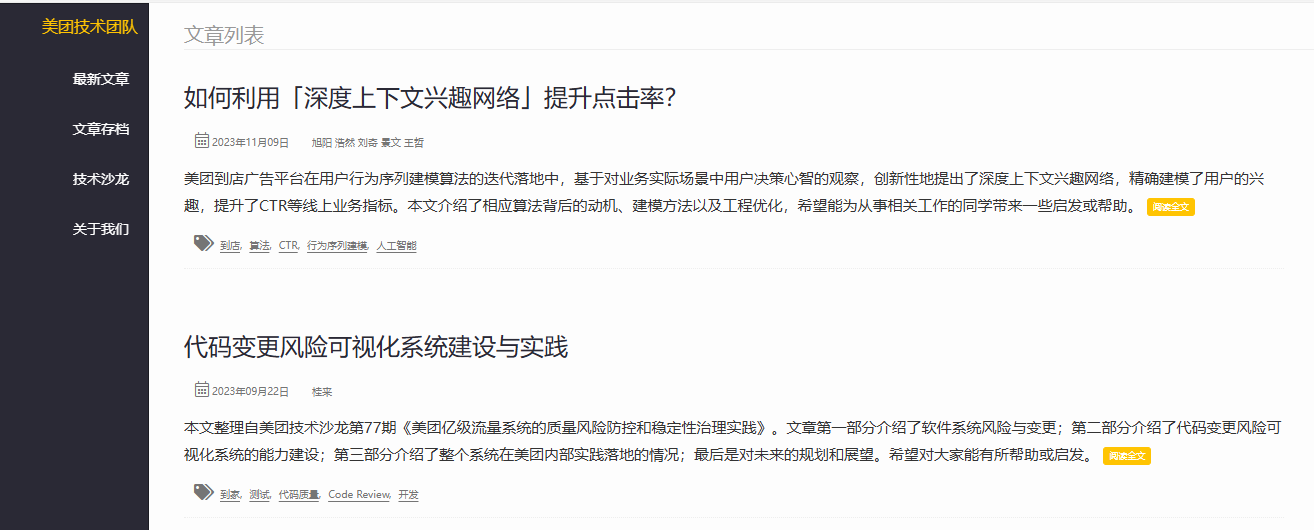 美团技术团队
最新文章
文章存档
技术沙龙
关于我们
文章列表
如何利用「深度上下文兴趣网络」提升点击率？
2023年11月09日 旭阳 浩然 刘奇 景文 王哲
美团到店广告平台在用户行为序列建模算法的迭代落地中，基于对业务实际场景中用户决策心智的观察，创新性地提出了深度上下文兴趣网络，精确建模了用户的兴
趣，提升了CTR等线上业务指标。本文介绍了相应算法背后的动机、建模方法以及工程优化，希望能为从事相关工作的同学带来一些启发或帮助。 阅读全文
到店, 算法, CTR, 行为序列建模, 人工智能
代码变更风险可视化系统建设与实践
2023年09月22日 桂来
本文整理自美团技术沙龙第77期《美团亿级流量系统的质量风险防控和稳定性治理实践》。文章第一部分介绍了软件系统风险与变更；第二部分介绍了代码变更风险可
视化系统的能力建设；第三部分介绍了整个系统在美团内部实践落地的情况；最后是对未来的规划和展望。希望对大家能有所帮助或启发。 阅读全文
到家, 测试, 代码质量, Code Review, 开发